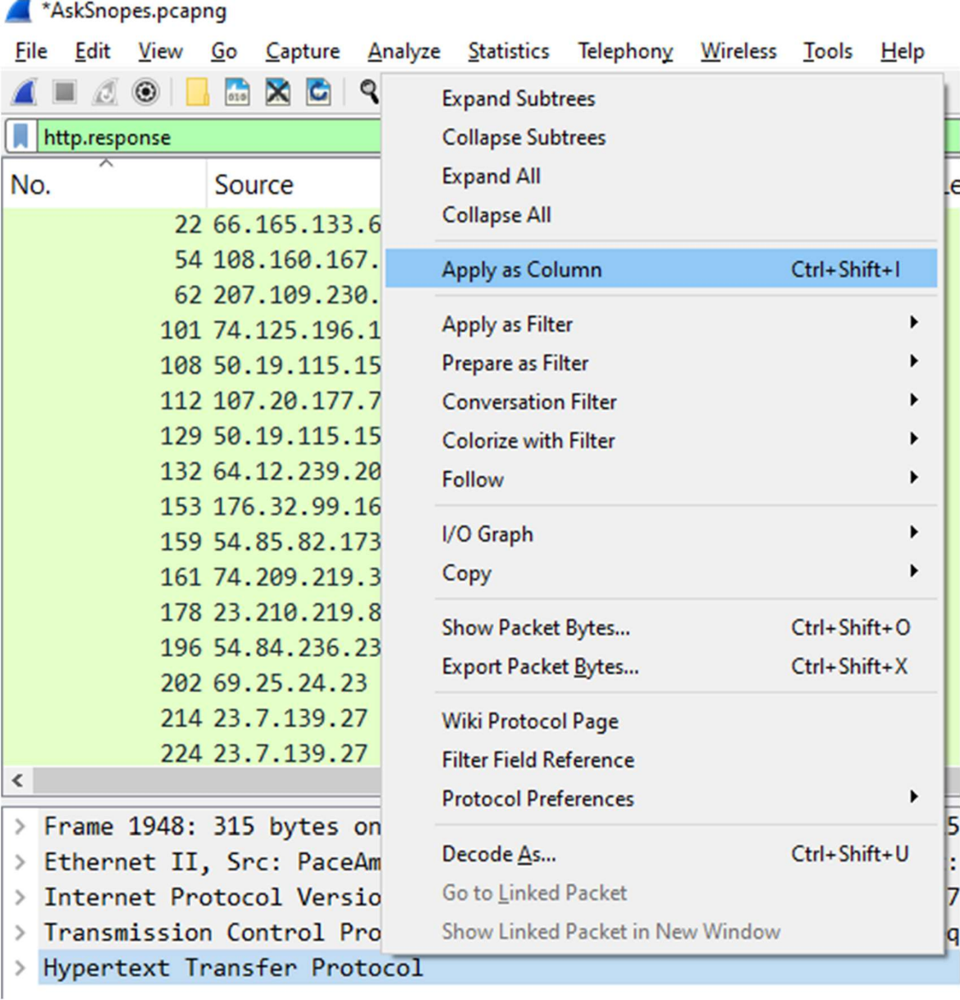 *AskSnopes.pcapng
File Edit View Go Capture Analyze Statistics Telephony Wireless Tools Help
http.response
No. Source
22 66.165.133.6
54 108.160.167.
62 207.109.230.
101 74.125.196.1
108 50.19.115.15
112 107.20.177.7
129 50.19.115.15
132 64.12.239.20
153 176.32.99.16
159 54.85.82.173
161 74.209.219.3
178 23.210.219.8
196 54.84.236.23
202 69.25.24.23
214 23.7.139.27
224 23.7.139.27
Expand Subtrees
Collapse Subtrees
Expand All
Collapse All
Apply as Column Ctrl+Shift+I
Apply as Filter
Prepare as Filter
Conversation Filter
Colorize with Filter
Follow
I/O Graph
Copy
Show Packet Bytes... Ctrl+Shift+O
Export Packet Bytes... Ctrl+Shift+X
Wiki Protocol Page
Filter Field Reference
Protocol Preferences
Decode As... Ctrl+Shift+U
Go to Linked Packet
Show Linked Packet in New Window
Frame 1948: 315 bytes on
Ethernet II, Src: PaceAm
Internet Protocol Versio
Transmission Control Pro
Hypertext Transfer Protocol